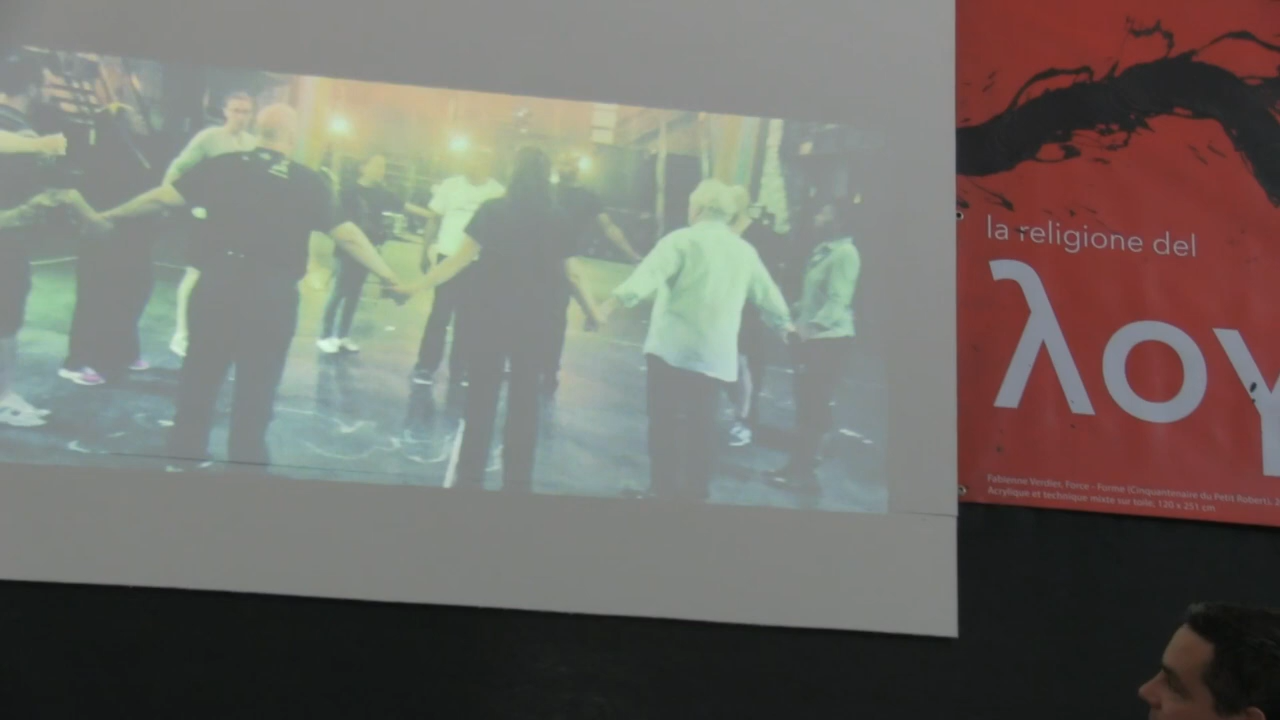 la religione del
λογ
Fabienne Verdier, Force - Forme (Cinquantenaire du Petit Robert),
Acrylique et technique mixte sur toile, 120 x 251 cm